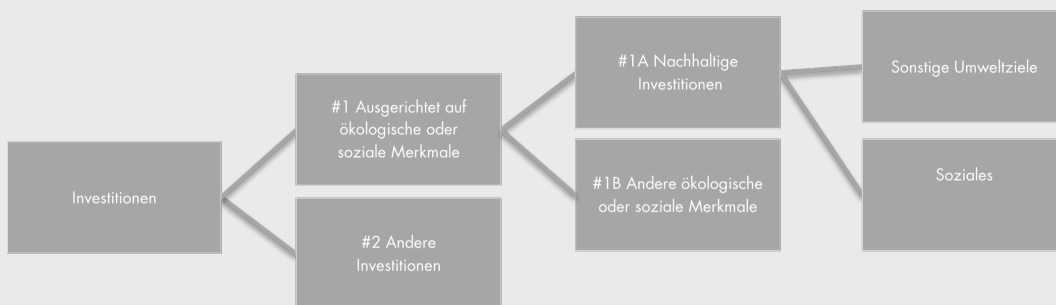 Investitionen
#1 Ausgerichtet auf
ökologische oder
soziale Merkmale
#2 Andere
Investitionen
#1A Nachhaltige
Investitionen
#1B Andere ökologische
oder soziale Merkmale
Sonstige Umweltziele
Soziales